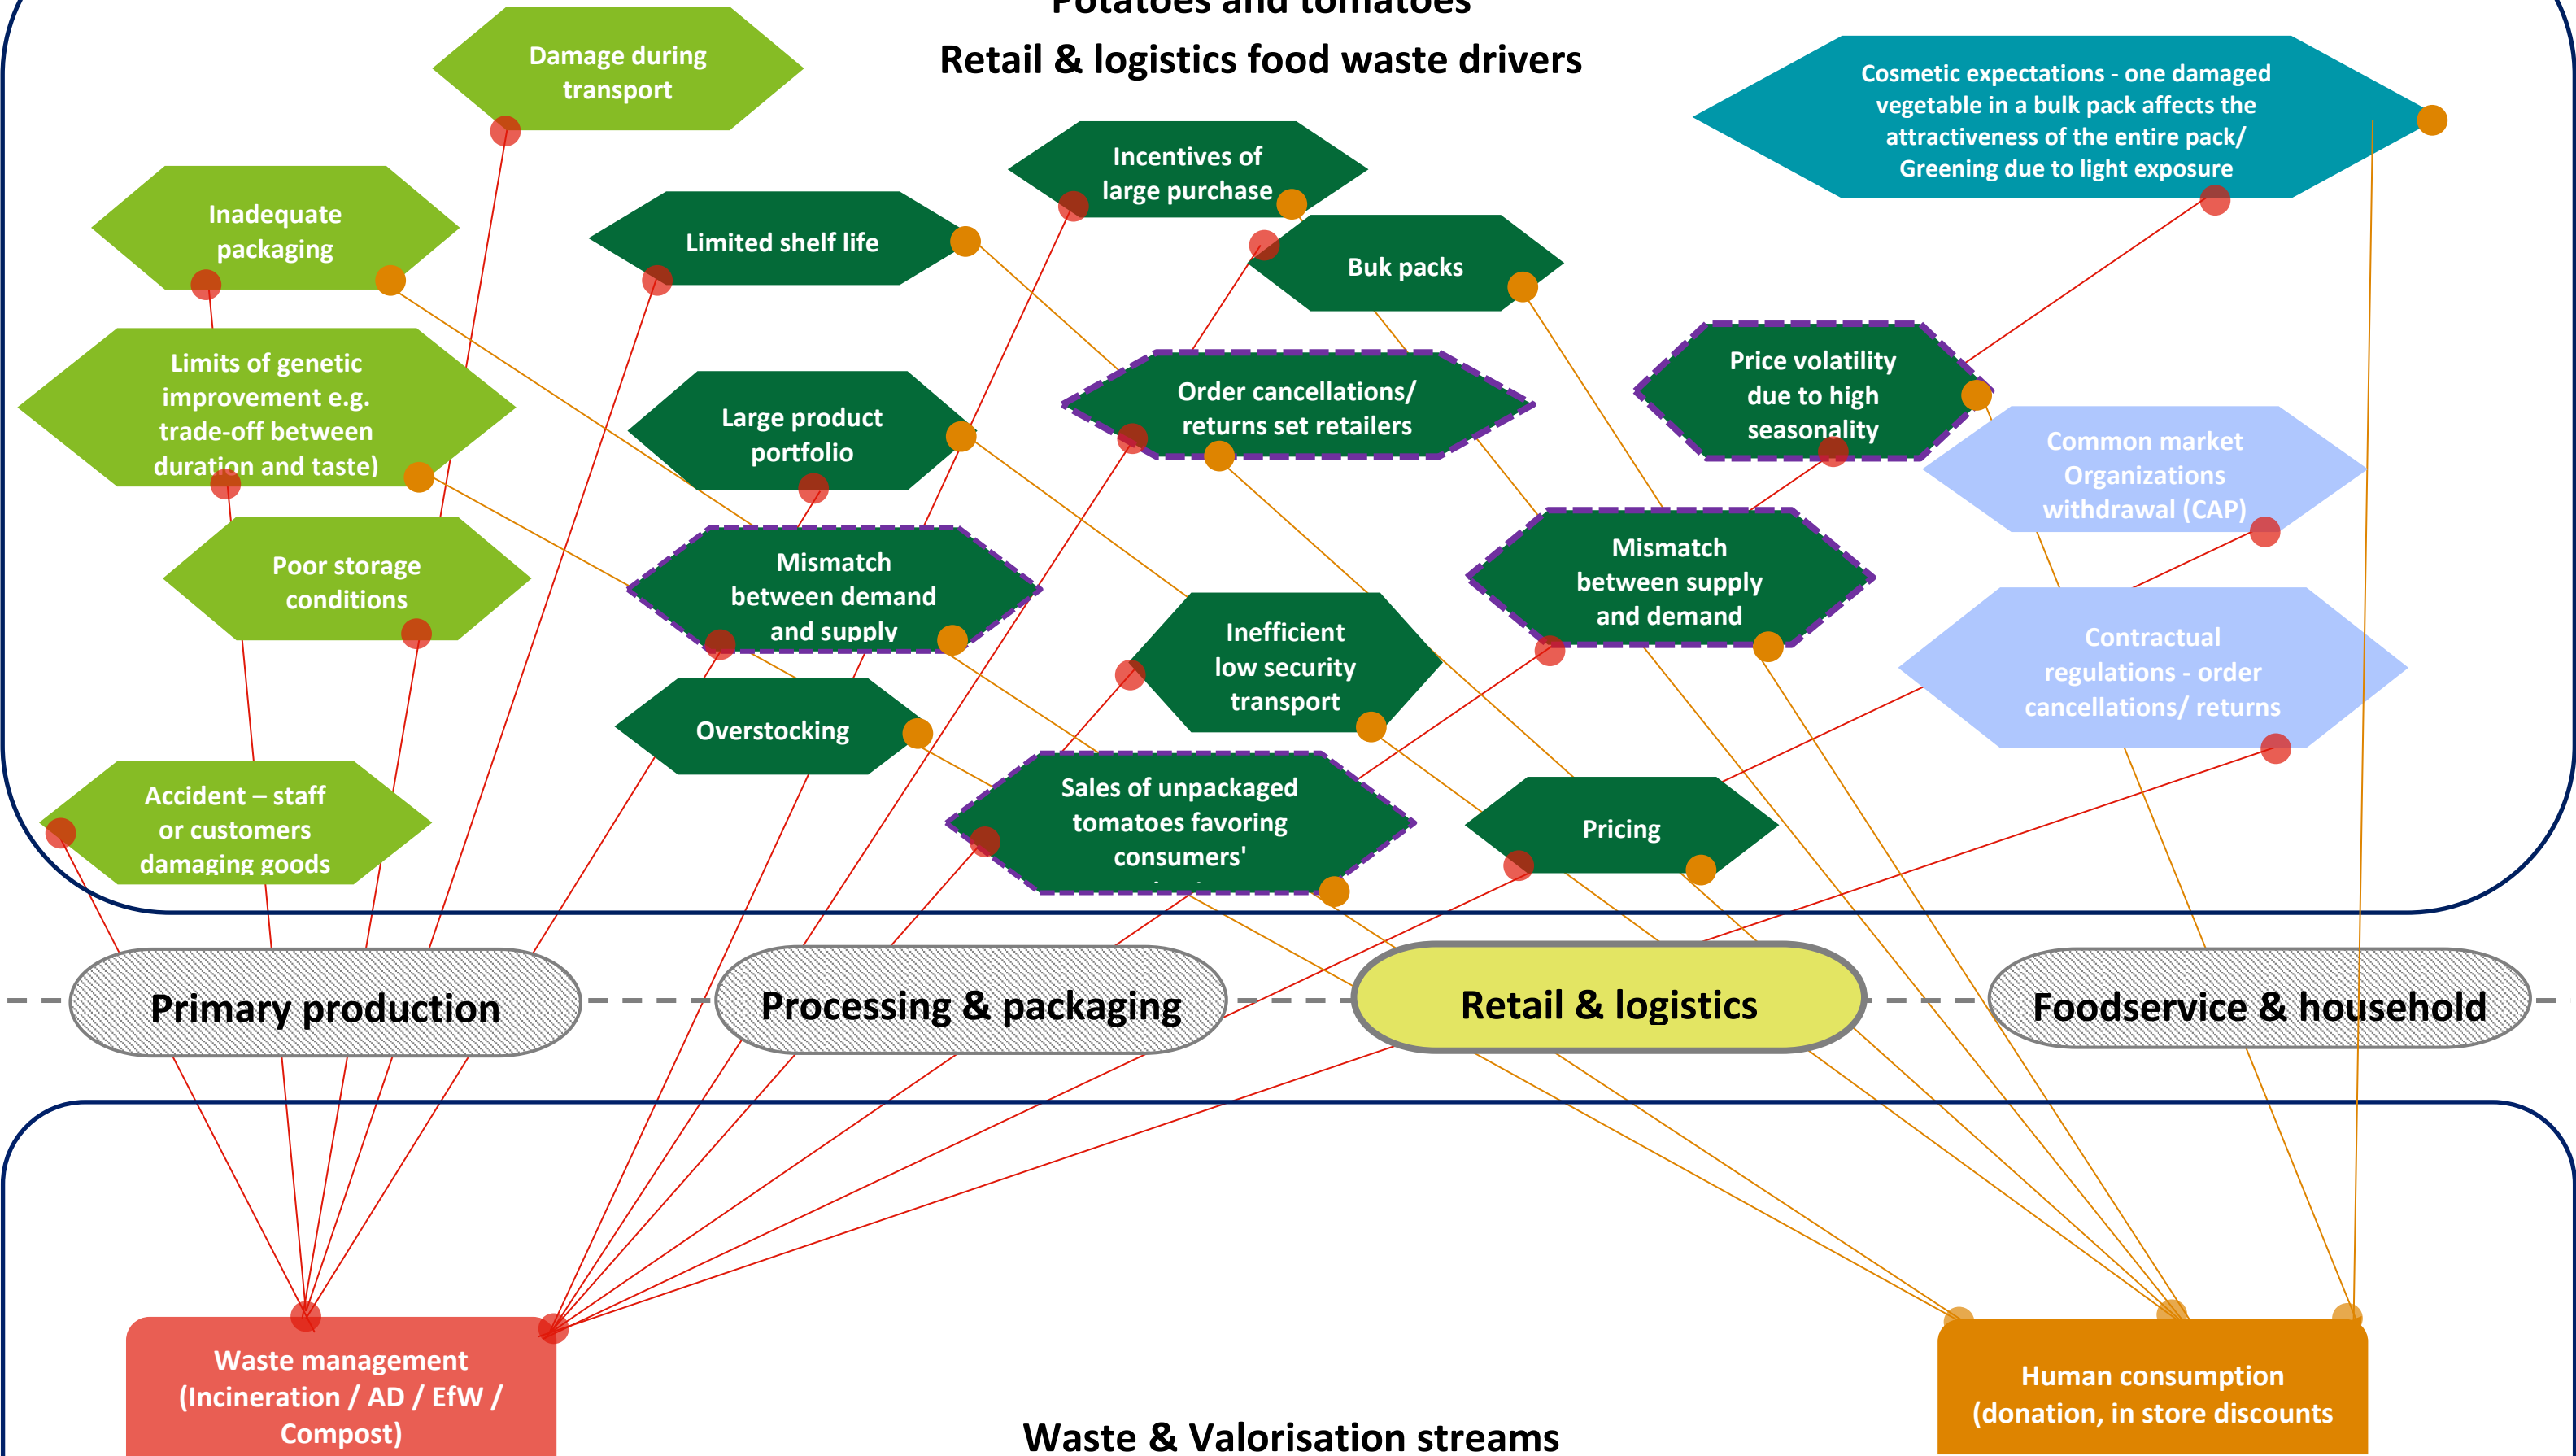 Potatoes and tomatoes
Retail & logistics food waste drivers
Damage during
transport
Cosmetic expectations - one damaged
vegetable in a bulk pack affects the
attractiveness of the entire pack/
Greening due to light exposure
Incentives of
large purchase
Inadequate
packaging
Limited shelf life
Buk packs
Limits of genetic
improvement e.g.
trade-off between
duration and taste)
Large product
portfolio
Order cancellations/
returns set retailers
Price volatility
due to high
seasonality
Common market
Organizations
withdrawal (CAP)
Poor storage
conditions
Mismatch
between demand
and supply
Mismatch
between supply
and demand
Inefficient
low security
transport
Contractual
regulations - order
cancellations/ returns
Overstocking
Accident – staff
or customers
damaging goods
Sales of unpackaged
tomatoes favoring
consumers'
Pricing
Primary production
Processing & packaging
Retail & logistics
Foodservice & household
Waste management
(Incineration / AD / EfW /
Compost)
Human consumption
(donation, in store discounts
Waste & Valorisation streams